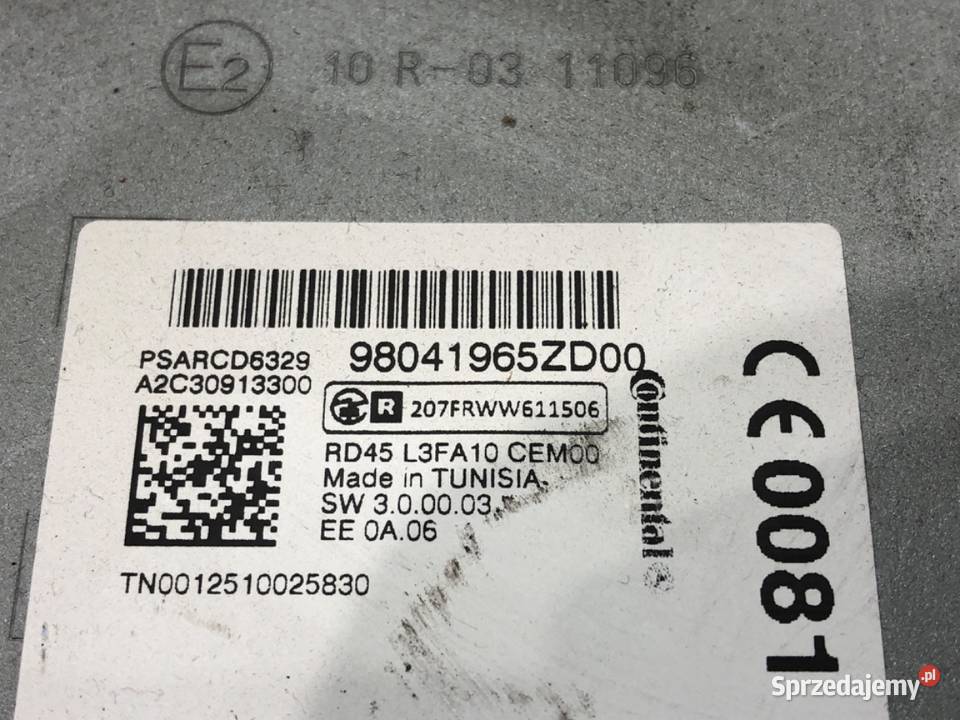 E2 10 R-03 11096
PSARCD6329 98041965ZD00
A2C30913300
R 207FRWW611506
RD45 L3FA10 CEM00
Made in TUNISIA
SW 3.0.00.03
EE 0A.06
TN0012510025830
Continental
CE 0081
Sprzedajemy.pl